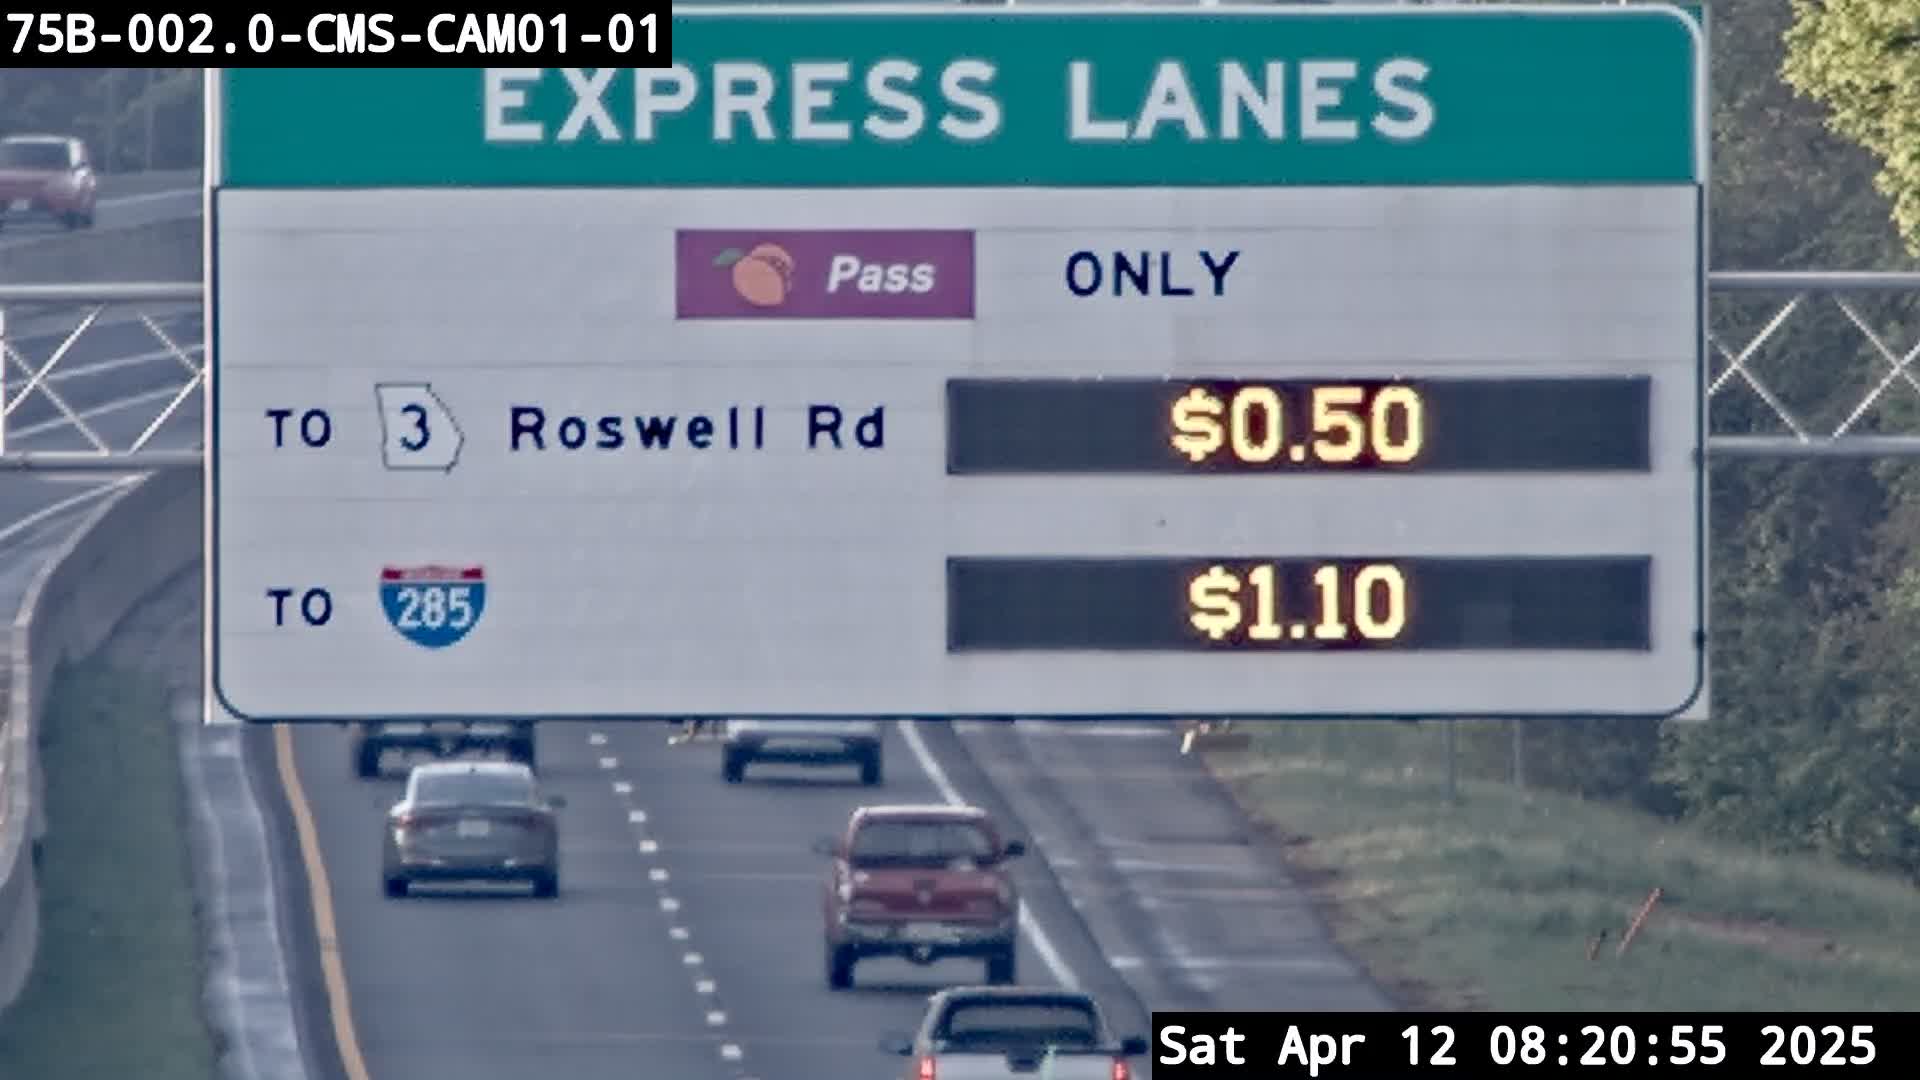 75B-002.0-CMS-CAM01-01
EXPRESS LANES
Pass ONLY
TO 3 Roswell Rd $0.50
TO 285 $1.10
Sat Apr 12 08:20:55 2025